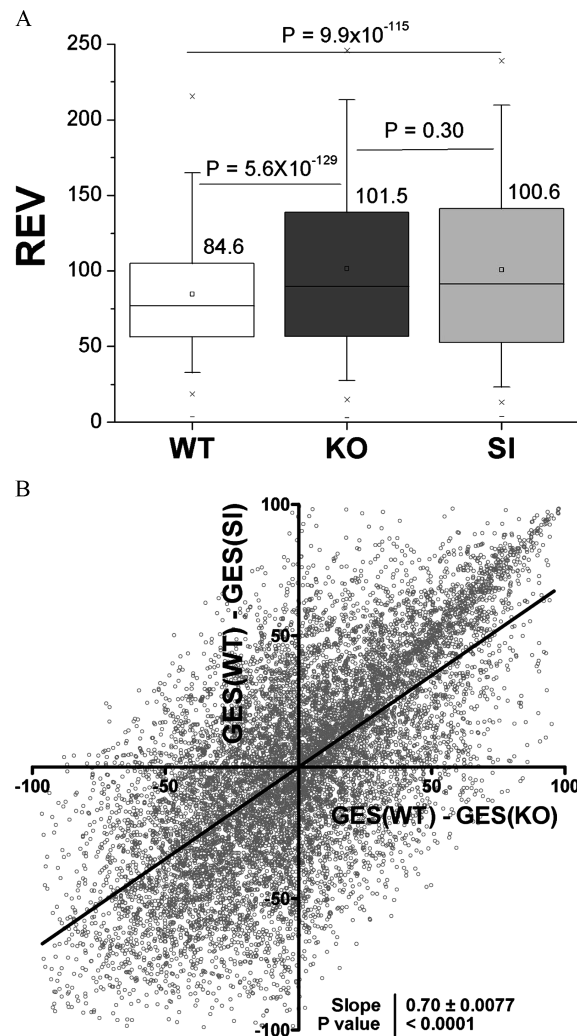 A
250
200
150
100
50
0
REV
P = 9.9x10^-115
P = 0.30
P = 5.6X10^-129
84.6
101.5
100.6
WT KO SI
B
100
GES(WT) - GES(SI)
50
-100 -50 50 100
GES(WT) - GES(KO)
-50
-100
Slope 0.70 ± 0.0077
P value < 0.0001